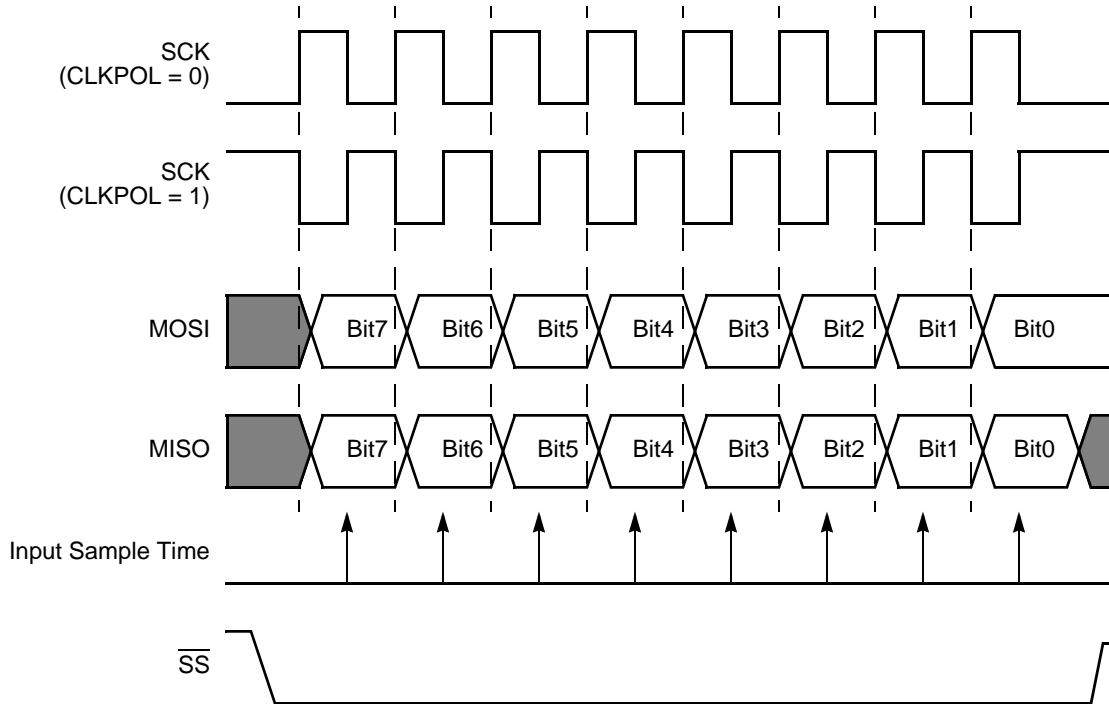 SCK
(CLKPOL = 0)
SCK
(CLKPOL = 1)
MOSI
Bit7 Bit6 Bit5 Bit4 Bit3 Bit2 Bit1 Bit0
MISO
Bit7 Bit6 Bit5 Bit4 Bit3 Bit2 Bit1 Bit0
Input Sample Time
SS